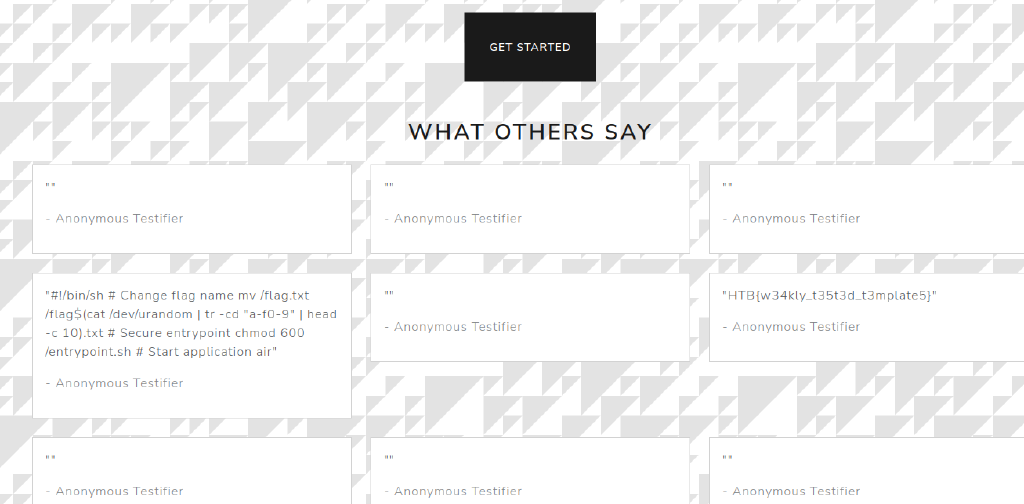 GET STARTED
WHAT OTHERS SAY
""
- Anonymous Testifier
""
- Anonymous Testifier
""
- Anonymous Testifier
"#!/bin/sh # Change flag name mv /flag.txt
/flag$(cat /dev/urandom | tr -cd "a-f0-9" | head
-c 10).txt # Secure entrypoint chmod 600
/entrypoint.sh # Start application air"
- Anonymous Testifier
""
- Anonymous Testifier
"HTB{w34kly_t35t3d_t3mplate5}"
- Anonymous Testifier
""
- Anonymous Testifier
""
- Anonymous Testifier
""
- Anonymous Testifier